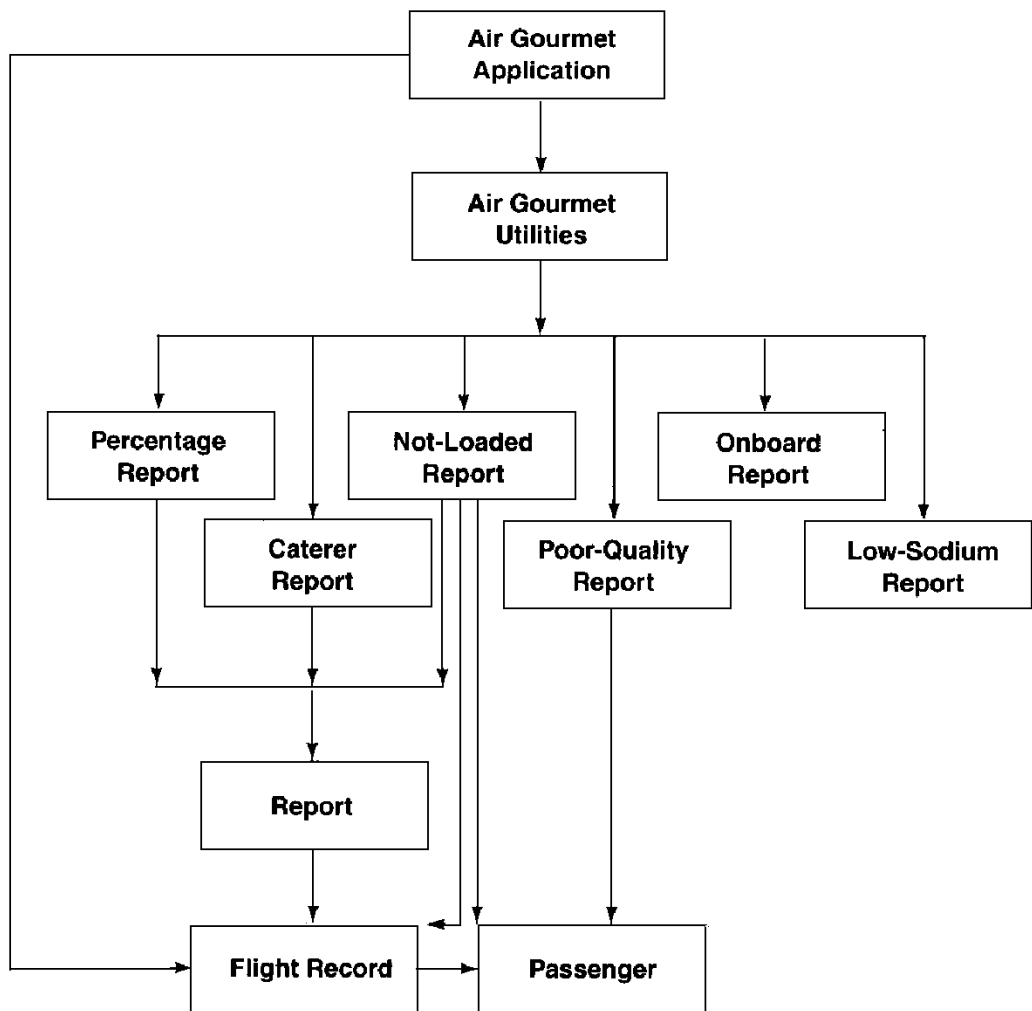 Air Gourmet
Application
Air Gourmet
Utilities
Percentage
Report
Not-Loaded
Report
Onboard
Report
Caterer
Report
Poor-Quality
Report
Low-Sodium
Report
Report
Flight Record
Passenger